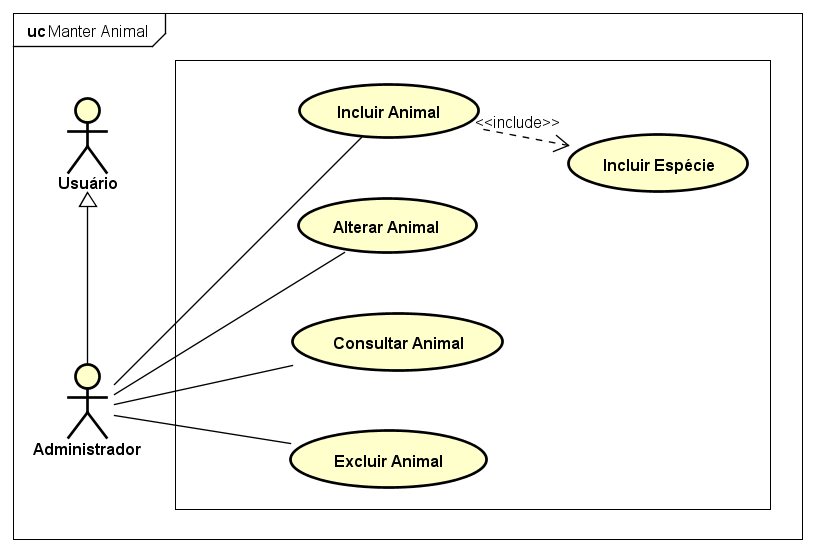 uc Manter Animal
Incluir Animal
<<include>>
Incluir Espécie
Usuário
Alterar Animal
Consultar Animal
Administrador
Excluir Animal